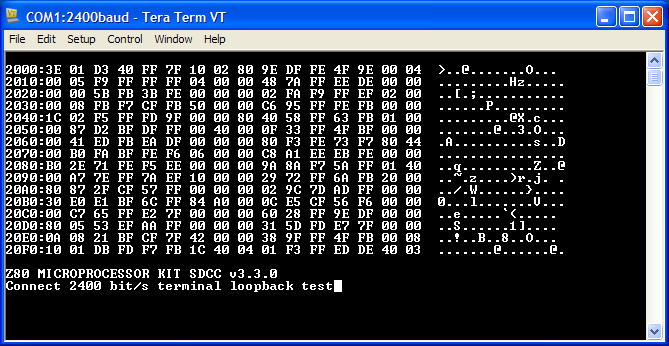 COM1:2400baud - Tera Term VT
File Edit Setup Control Window Help
2000:3E 01 D3 40 FF 7F 10 02 80 9E DF FE 4F 9E 00 04 >..@........O...
2010:00 05 F9 FF FF FF 04 00 00 48 7A FF FF DE 00 00 .........Hz.....
2020:00 00 5B FB 3B FE 00 00 00 02 FA F9 FF EF 02 00 ..[.;...........
2030:00 08 FB F7 CF FB 50 00 00 C6 95 FF FE FB 00 00 ......P.........
2040:1C 02 F5 FF FD 9F 00 00 80 40 58 FF 63 FB 01 00 .........@X.c...
2050:00 87 D2 BF DF FF 00 40 00 0F 33 FF 4F BF 00 00 .......@..3.O...
2060:00 41 ED FB EA DF 00 00 00 80 F3 FE 73 F7 80 44 .A..........s..D
2070:00 B0 FA BF FE F6 06 00 00 C8 A1 EE EB FE 00 00 ................
2080:B0 2E 71 FE F5 EE 00 00 00 9A 8A F7 5A FF 01 40 ..q.........Z..@
2090:00 A7 7E FF 7A EF 10 00 00 29 72 FF 6A FB 20 00 ..~.z....)r.j. .
20A0:80 87 2F CF 57 FF 00 00 00 02 9C 7D AD FF 00 00 ../.W......}....
20B0:30 E0 E1 BF 6C FF 84 A0 00 0C E5 CF 56 F6 00 00 0...l.......V...
20C0:00 C7 65 FF E2 7F 00 00 00 60 28 FF 9E DF 00 00 ..e......`(.....
20D0:80 05 53 EF AA FF 00 00 00 31 5D FD E7 7F 00 00 ..S......1].....
20E0:0A 08 21 BF CF 7F 42 00 00 38 9F FF 4F FB 00 08 ..!...B..8..O...
20F0:10 01 DB FD F7 FB 1C 40 04 01 F3 FF ED DE 40 03 .......@......@.
Z80 MICROPROCESSOR KIT SDCC v3.3.0
Connect 2400 bit/s terminal loopback test